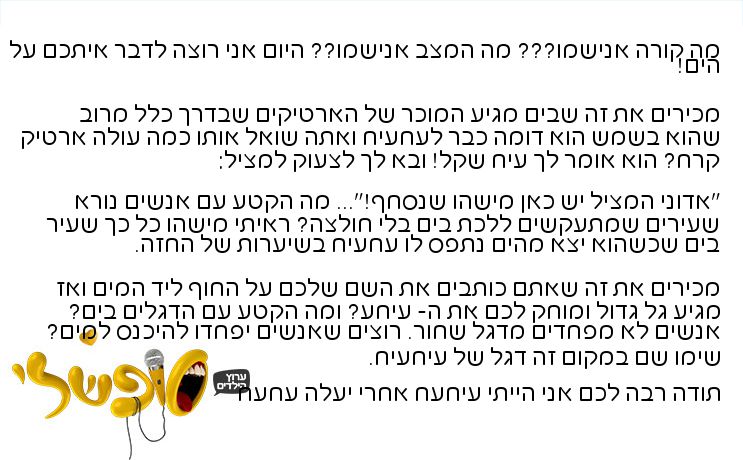 מה קורה אנישמו??? מה המצב אנישמו?? היום אני רוצה לדבר איתכם על
הים!
מכירים את זה שבים מגיע המוכר של הארטיקים שבדרך כלל מרוב
שהוא בשמש הוא דומה כבר לעחעיח ואתה שואל אותו כמה עולה ארטיק
קרח? הוא אומר לך עיח שקל! ובא לך לצעוק למציל;
"אדוני המציל יש כאן מישהו שנסחף!"... מה הקטע עם אנשים נורא
שעירים שמתעקשים ללכת בים בלי חולצה? ראיתי מישהו כל כך שעיר
בים שכשהוא יצא מהים נתפס לו עחעיח בשיערות של החזה.
מכירים את זה שאתם כותבים את השם שלכם על החוף ליד המים ואז
מגיע גל גדול ומוחק לכם את ה- עיחע? ומה הקטע עם הדגלים בים?
אנשים לא מפחדים מדגל שחור. רוצים שאנשים יפחדו להיכנס למים?
שימו שם במקום זה דגל של עיחעיח.
תודה רבה לכם אני הייתי עיחעח אחרי יעלה עחעח
ערוץ
הילדים
סופשלי